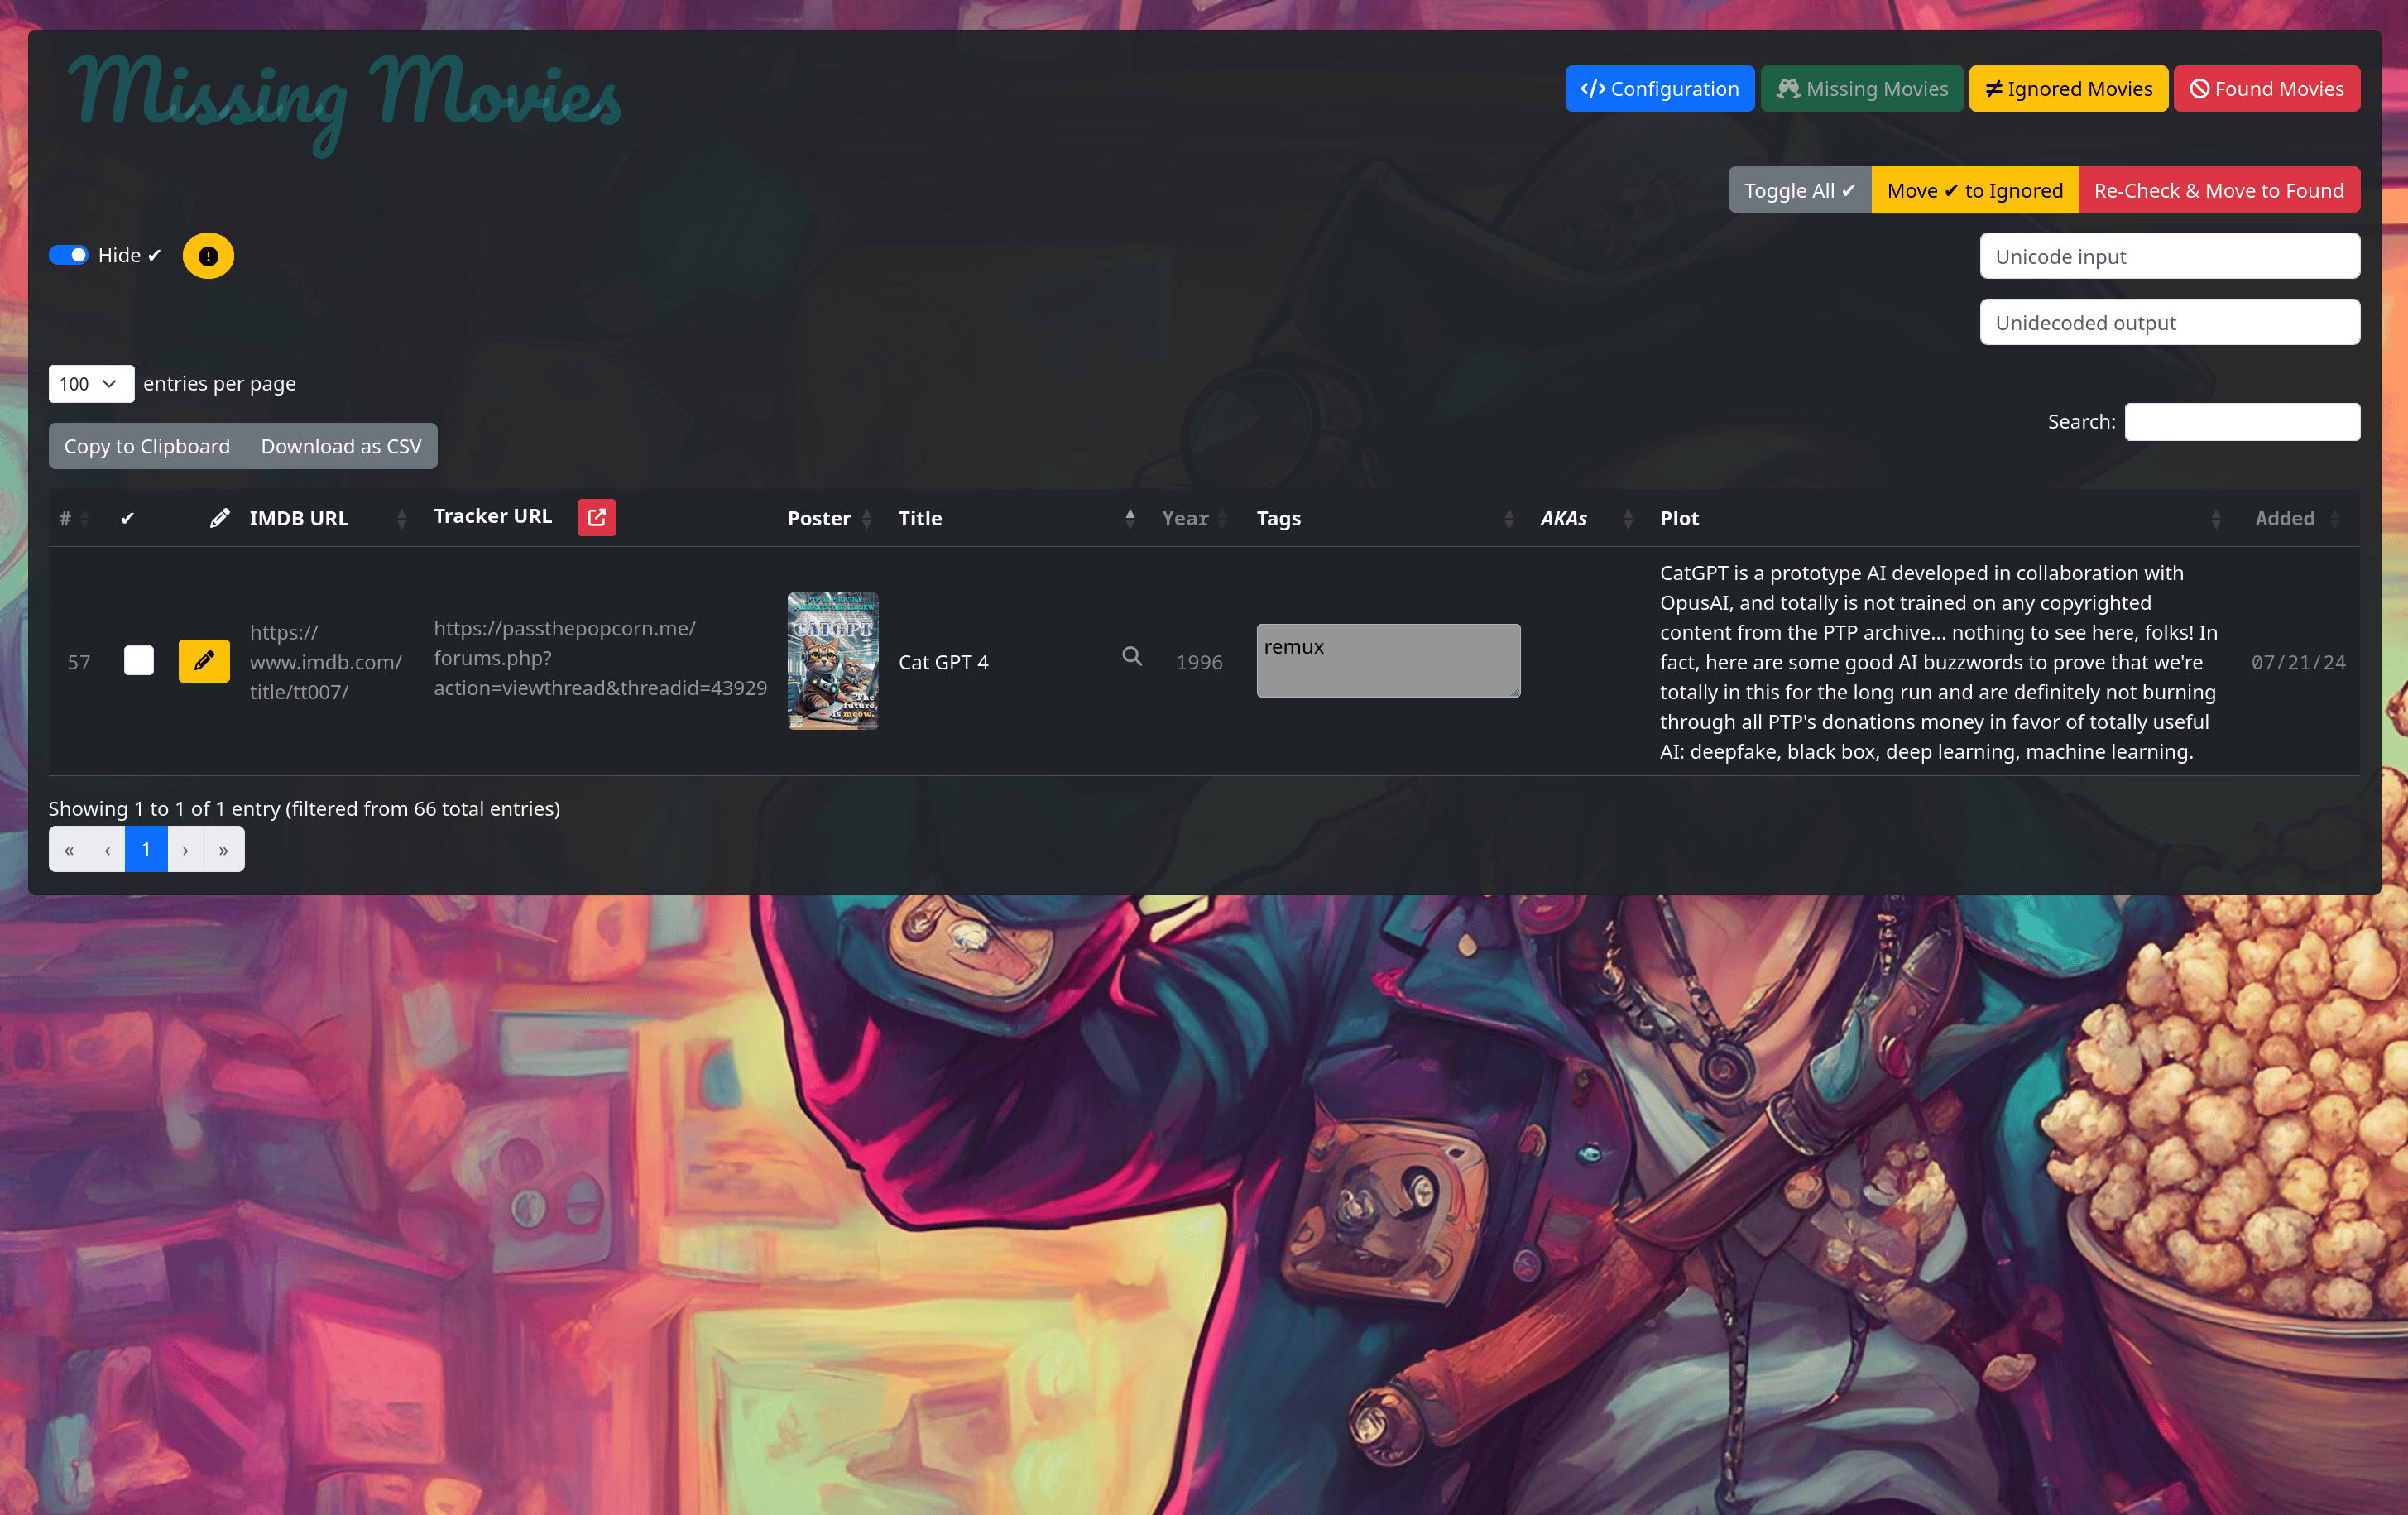 Missing Movies
Configuration
Missing Movies
Ignored Movies
Found Movies
Toggle All ✔
Move ✔ to Ignored
Re-Check & Move to Found
Hide ✔
Unicode input
Unidecoded output
100
entries per page
Search:
Copy to Clipboard
Download as CSV
#
✔
IMDB URL
Tracker URL
Poster
Title
Year
Tags
AKAs
Plot
Added
57
https://
www.imdb.com/
title/tt007/
https://passthepopcorn.me/
forums.php?
action=viewthread&threadid=43929
CATGPT
The
future
is meow.
Cat GPT 4
1996
remux
CatGPT is a prototype AI developed in collaboration with
OpusAI, and totally is not trained on any copyrighted
content from the PTP archive... nothing to see here, folks! In
fact, here are some good AI buzzwords to prove that we're
totally in this for the long run and are definitely not burning
through all PTP's donations money in favor of totally useful
AI: deepfake, black box, deep learning, machine learning.
07/21/24
Showing 1 to 1 of 1 entry (filtered from 66 total entries)
« ‹ 1 › »